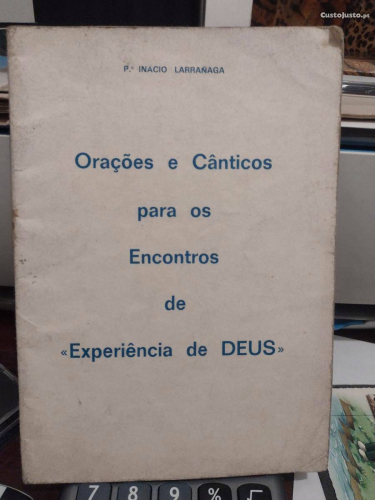 CustoJusto.pt
P.ᵉ INÁCIO LARRAÑAGA
Orações e Cânticos
para os
Encontros
de
«Experiência de DEUS»
7 8 9 % √